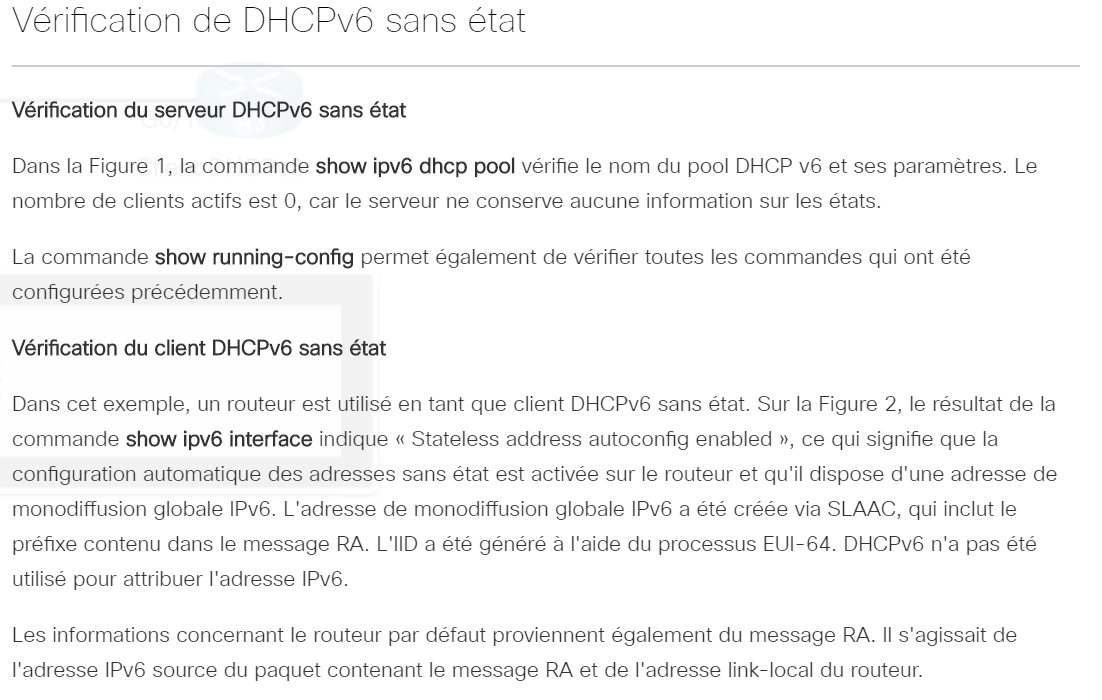 Vérification de DHCPv6 sans état
Vérification du serveur DHCPv6 sans état
Dans la Figure 1, la commande show ipv6 dhcp pool vérifie le nom du pool DHCP v6 et ses paramètres. Le
nombre de clients actifs est 0, car le serveur ne conserve aucune information sur les états.
La commande show running-config permet également de vérifier toutes les commandes qui ont été
configurées précédemment.
Vérification du client DHCPv6 sans état
Dans cet exemple, un routeur est utilisé en tant que client DHCPv6 sans état. Sur la Figure 2, le résultat de la
commande show ipv6 interface indique « Stateless address autoconfig enabled », ce qui signifie que la
configuration automatique des adresses sans état est activée sur le routeur et qu'il dispose d'une adresse de
monodiffusion globale IPv6. L'adresse de monodiffusion globale IPv6 a été créée via SLAAC, qui inclut le
préfixe contenu dans le message RA. L'IID a été généré à l'aide du processus EUI-64. DHCPv6 n'a pas été
utilisé pour attribuer l'adresse IPv6.
Les informations concernant le routeur par défaut proviennent également du message RA. Il s'agissait de
l'adresse IPv6 source du paquet contenant le message RA et de l'adresse link-local du routeur.